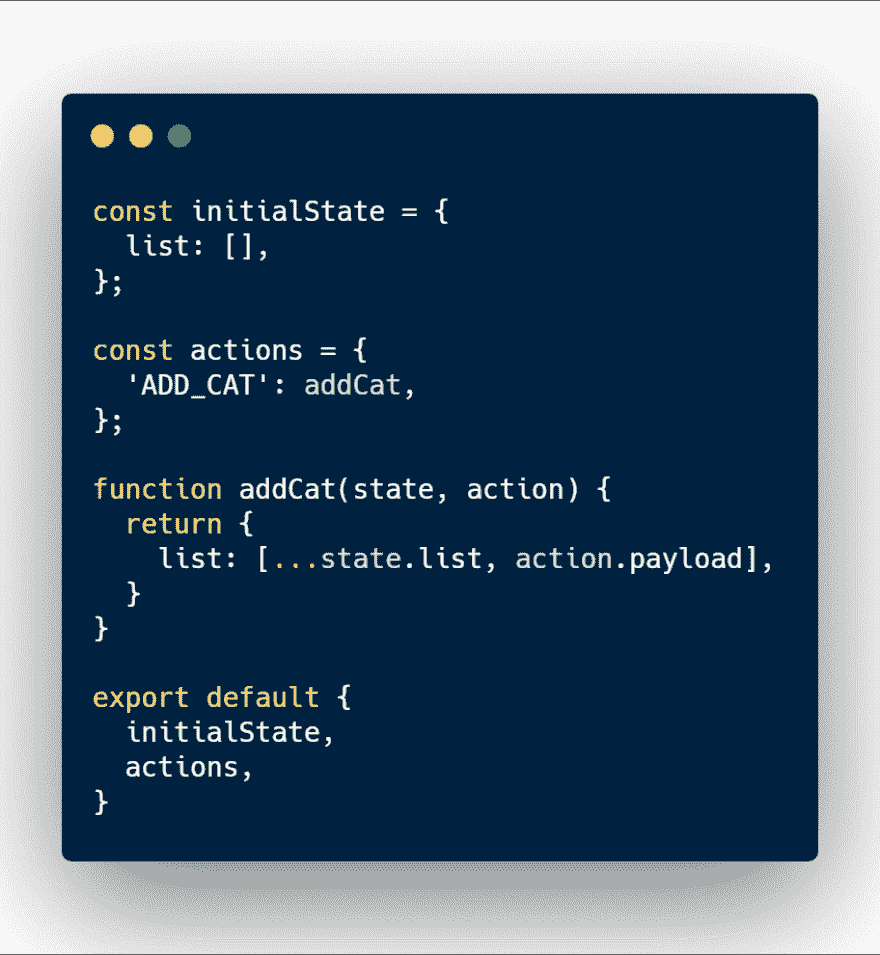 const initialState = {
  list: [],
};

const actions = {
  'ADD_CAT': addCat,
};

function addCat(state, action) {
  return {
    list: [...state.list, action.payload],
  }
}

export default {
  initialState,
  actions,
}